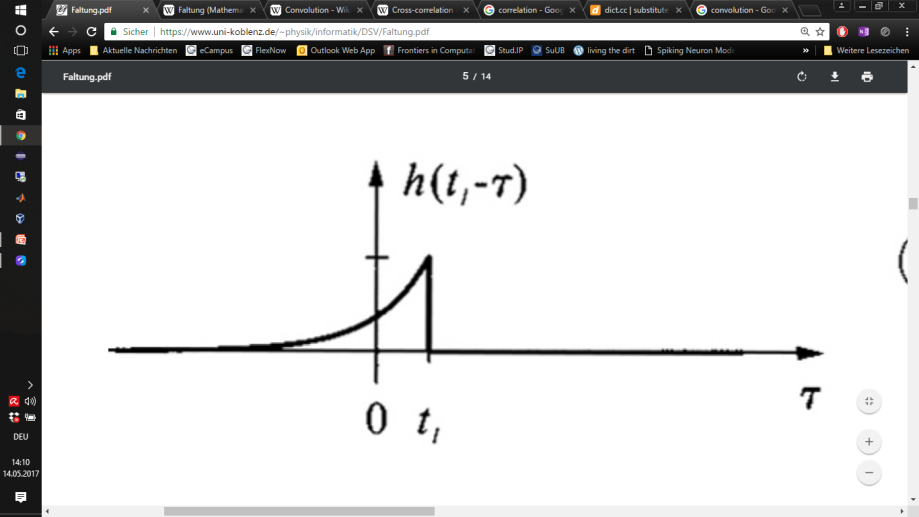 Faltung.pdf
Faltung (Mathema
Convolution - Wiki
Cross-correlation
correlation - Goog
dict.cc | substitute
convolution - Goo
Sicher | https://www.uni-koblenz.de/~physik/informatik/DSV/Faltung.pdf
Apps
Aktuelle Nachrichten
eCampus
FlexNow
Outlook Web App
Frontiers in Computa
Stud.IP
SuUB
living the dirt
Spiking Neuron Mode
»
Weitere Lesezeichen
Faltung.pdf
5 / 14
h(t₁-τ)
(
τ
0 t₁
DEU
14:10
14.05.2017